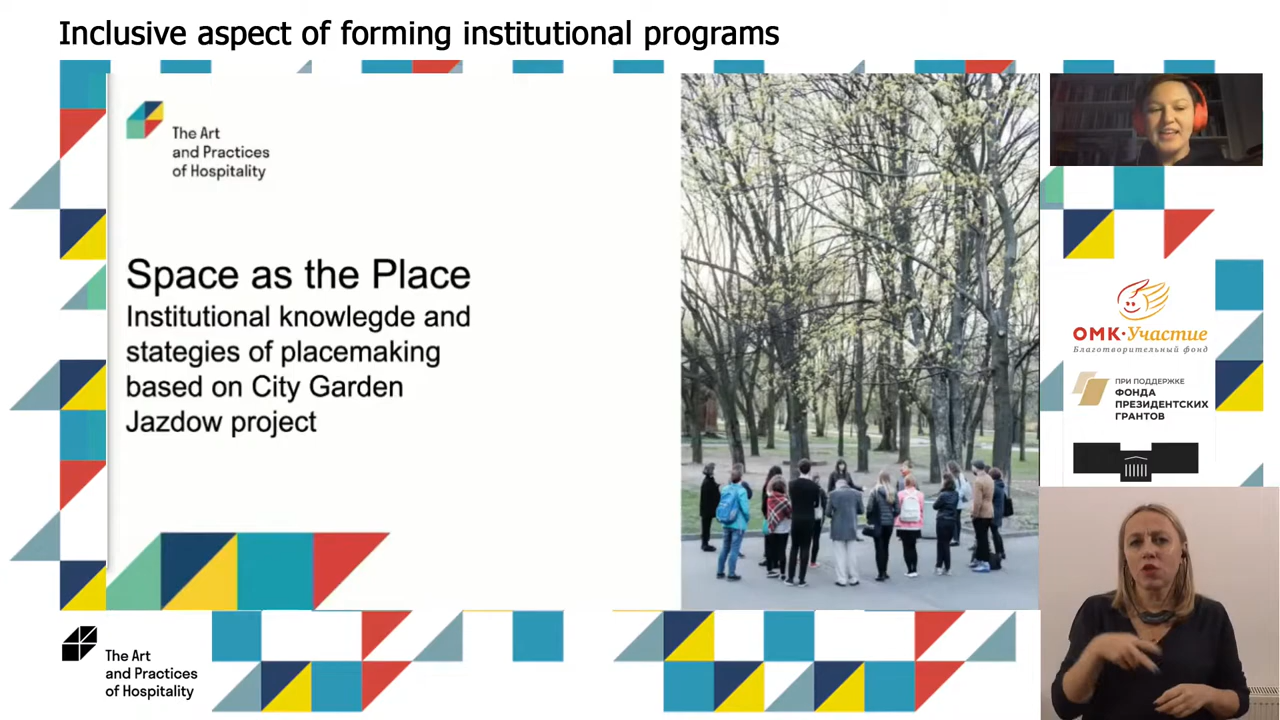 Inclusive aspect of forming institutional programs
The Art
and Practices
of Hospitality
Space as the Place
Institutional knowlegde and
stategies of placemaking
based on City Garden
Jazdow project
ОМК·Участие
Благотворительный фонд
ПРИ ПОДДЕРЖКЕ
ФОНДА
ПРЕЗИДЕНТСКИХ
ГРАНТОВ
The Art
and Practices
of Hospitality